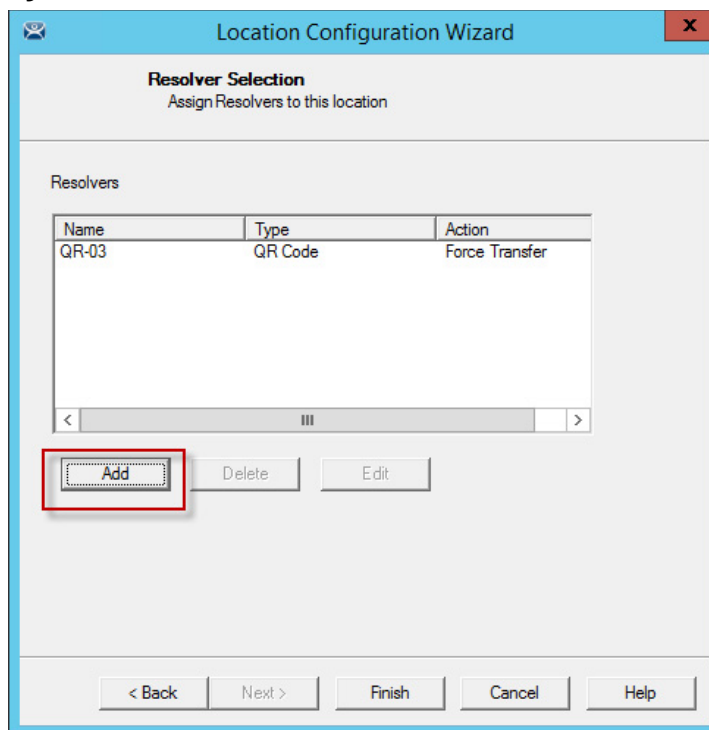 Location Configuration Wizard
x
Resolver Selection
Assign Resolvers to this location
Resolvers
Name Type Action
QR-03 QR Code Force Transfer
Add Delete Edit
< Back Next > Finish Cancel Help